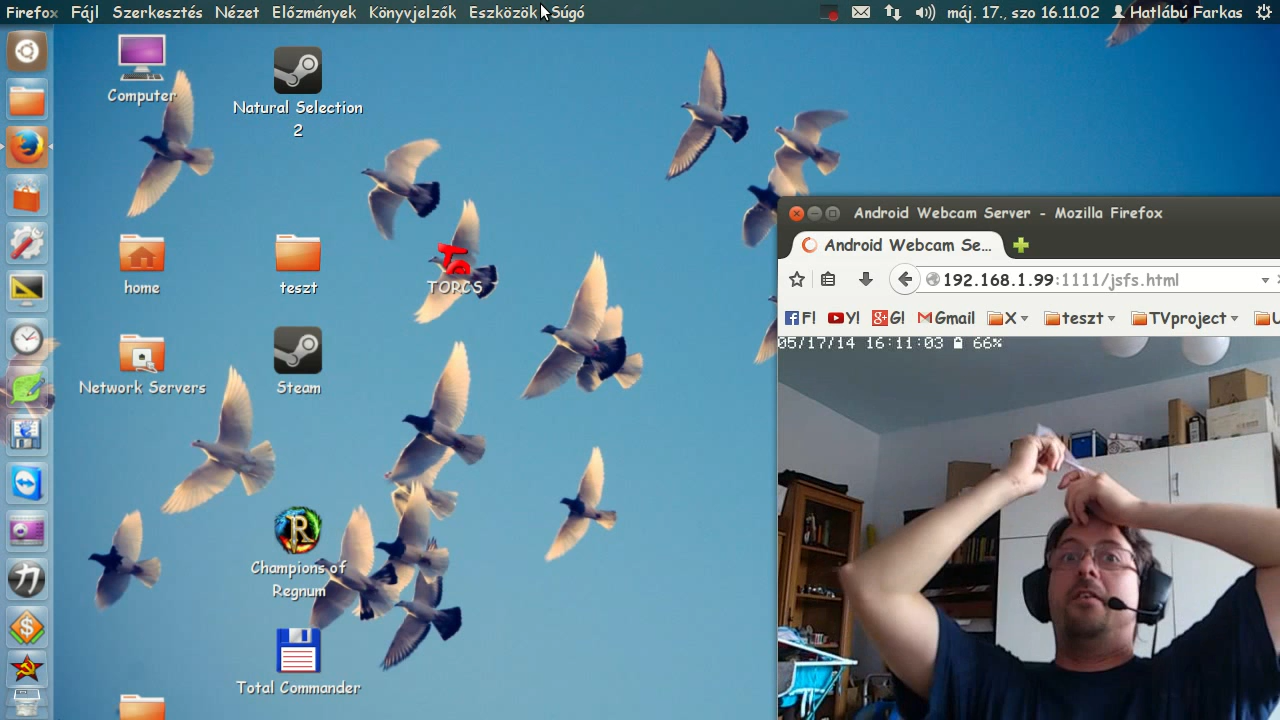 Firefox Fájl Szerkesztés Nézet Előzmények Könyvjelzők Eszközök Súgó máj. 17., szo 16.11.02 Hatlábú Farkas
Computer
Natural Selection
2
home
teszt
TORCS
Network Servers
Steam
Champions of
Regnum
Total Commander
Android Webcam Server - Mozilla Firefox
Android Webcam Se...
192.168.1.99:1111/jsfs.html
F! Y! G! Gmail X teszt TVproject U
05/17/14 16:11:03 66%